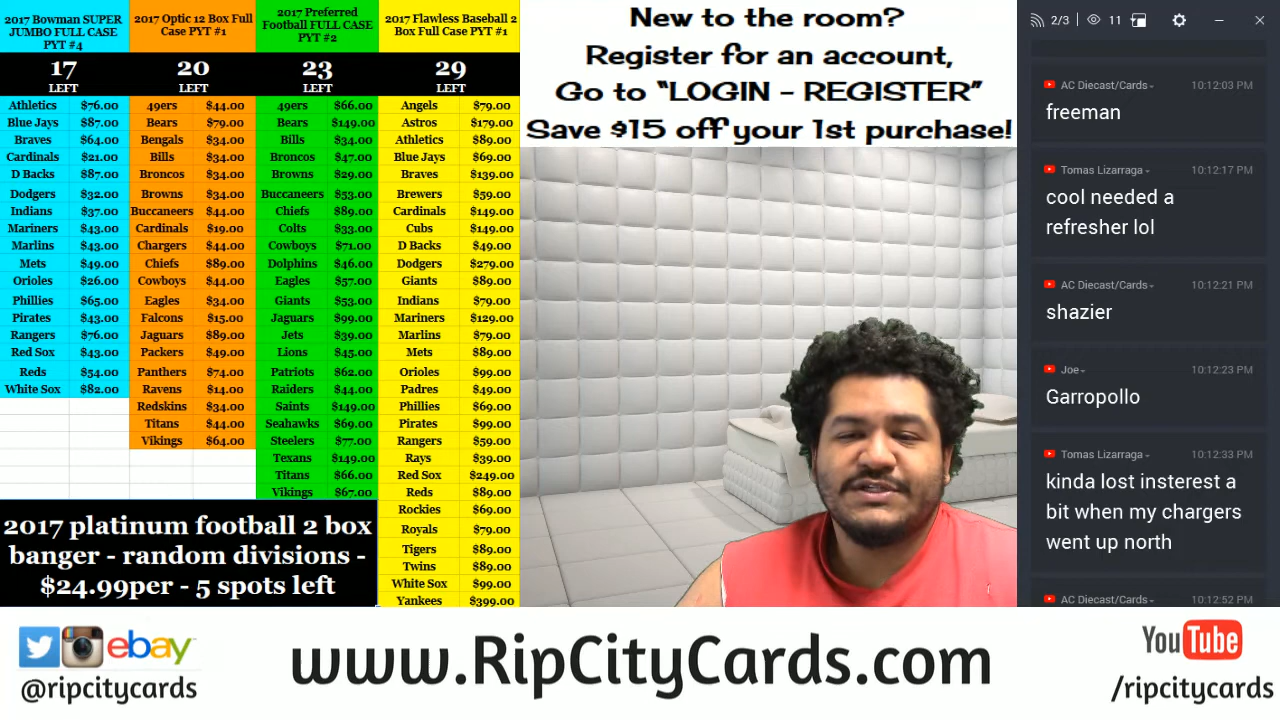 2017 Bowman SUPER
JUMBO FULL CASE
PYT #4
17
LEFT
Athletics $76.00
Blue Jays $87.00
Braves $64.00
Cardinals $21.00
D Backs $87.00
Dodgers $32.00
Indians $37.00
Mariners $43.00
Marlins $43.00
Mets $49.00
Orioles $26.00
Phillies $65.00
Pirates $43.00
Rangers $76.00
Red Sox $43.00
Reds $54.00
White Sox $82.00
2017 Optic 12 Box Full
Case PYT #1
20
LEFT
49ers $44.00
Bears $79.00
Bengals $34.00
Bills $34.00
Broncos $34.00
Browns $34.00
Buccaneers $44.00
Cardinals $19.00
Chargers $44.00
Chiefs $89.00
Cowboys $44.00
Eagles $34.00
Falcons $15.00
Jaguars $89.00
Packers $49.00
Panthers $74.00
Ravens $14.00
Redskins $34.00
Titans $44.00
Vikings $64.00
2017 Preferred
Football FULL CASE
PYT #2
23
LEFT
49ers $66.00
Bears $149.00
Bills $34.00
Broncos $47.00
Browns $29.00
Buccaneers $53.00
Chiefs $89.00
Colts $33.00
Cowboys $71.00
Dolphins $46.00
Eagles $57.00
Giants $53.00
Jaguars $99.00
Jets $39.00
Lions $45.00
Patriots $62.00
Raiders $44.00
Saints $149.00
Seahawks $69.00
Steelers $77.00
Texans $149.00
Titans $66.00
Vikings $67.00
2017 Flawless Baseball 2
Box Full Case PYT #1
29
LEFT
Angels $79.00
Astros $179.00
Athletics $89.00
Blue Jays $69.00
Braves $139.00
Brewers $59.00
Cardinals $149.00
Cubs $149.00
D Backs $49.00
Dodgers $279.00
Giants $89.00
Indians $79.00
Mariners $129.00
Marlins $79.00
Mets $89.00
Orioles $99.00
Padres $49.00
Phillies $69.00
Pirates $99.00
Rangers $59.00
Rays $39.00
Red Sox $249.00
Reds $89.00
Rockies $69.00
Royals $79.00
Tigers $89.00
Twins $89.00
White Sox $99.00
Yankees $399.00
2017 platinum football 2 box
banger - random divisions -
$24.99per - 5 spots left
New to the room?
Register for an account,
Go to “LOGIN - REGISTER”
Save $15 off your 1st purchase!
2/3 11
AC Diecast/Cards 10:12:03 PM
freeman
Tomas Lizarraga 10:12:17 PM
cool needed a
refresher lol
AC Diecast/Cards 10:12:21 PM
shazier
Joe 10:12:23 PM
Garropollo
Tomas Lizarraga 10:12:33 PM
kinda lost insterest a
bit when my chargers
went up north
AC Diecast/Cards 10:12:52 PM
ebay
@ripcitycards
www.RipCityCards.com
YouTube
/ripcitycards